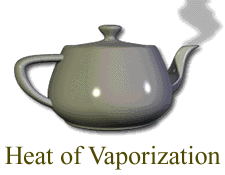 Heat of Vaporization